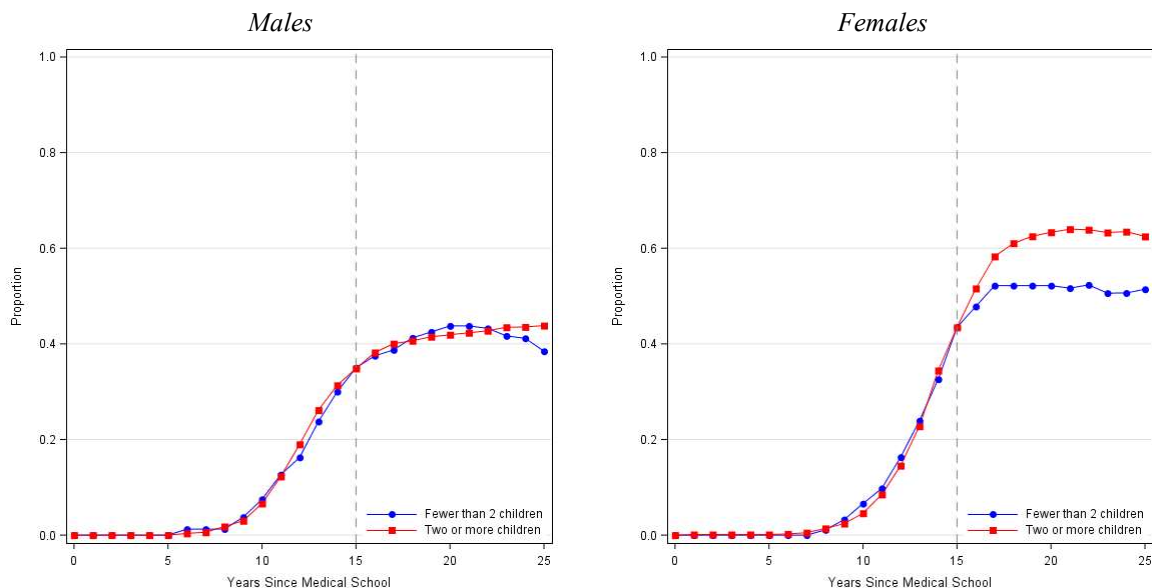 Males
1.0
0.8
0.6
0.4
0.2
0.0
Proportion
0 5 10 15 20 25
Years Since Medical School
Fewer than 2 children
Two or more children
Females
1.0
0.8
0.6
0.4
0.2
0.0
Proportion
0 5 10 15 20 25
Years Since Medical School
Fewer than 2 children
Two or more children